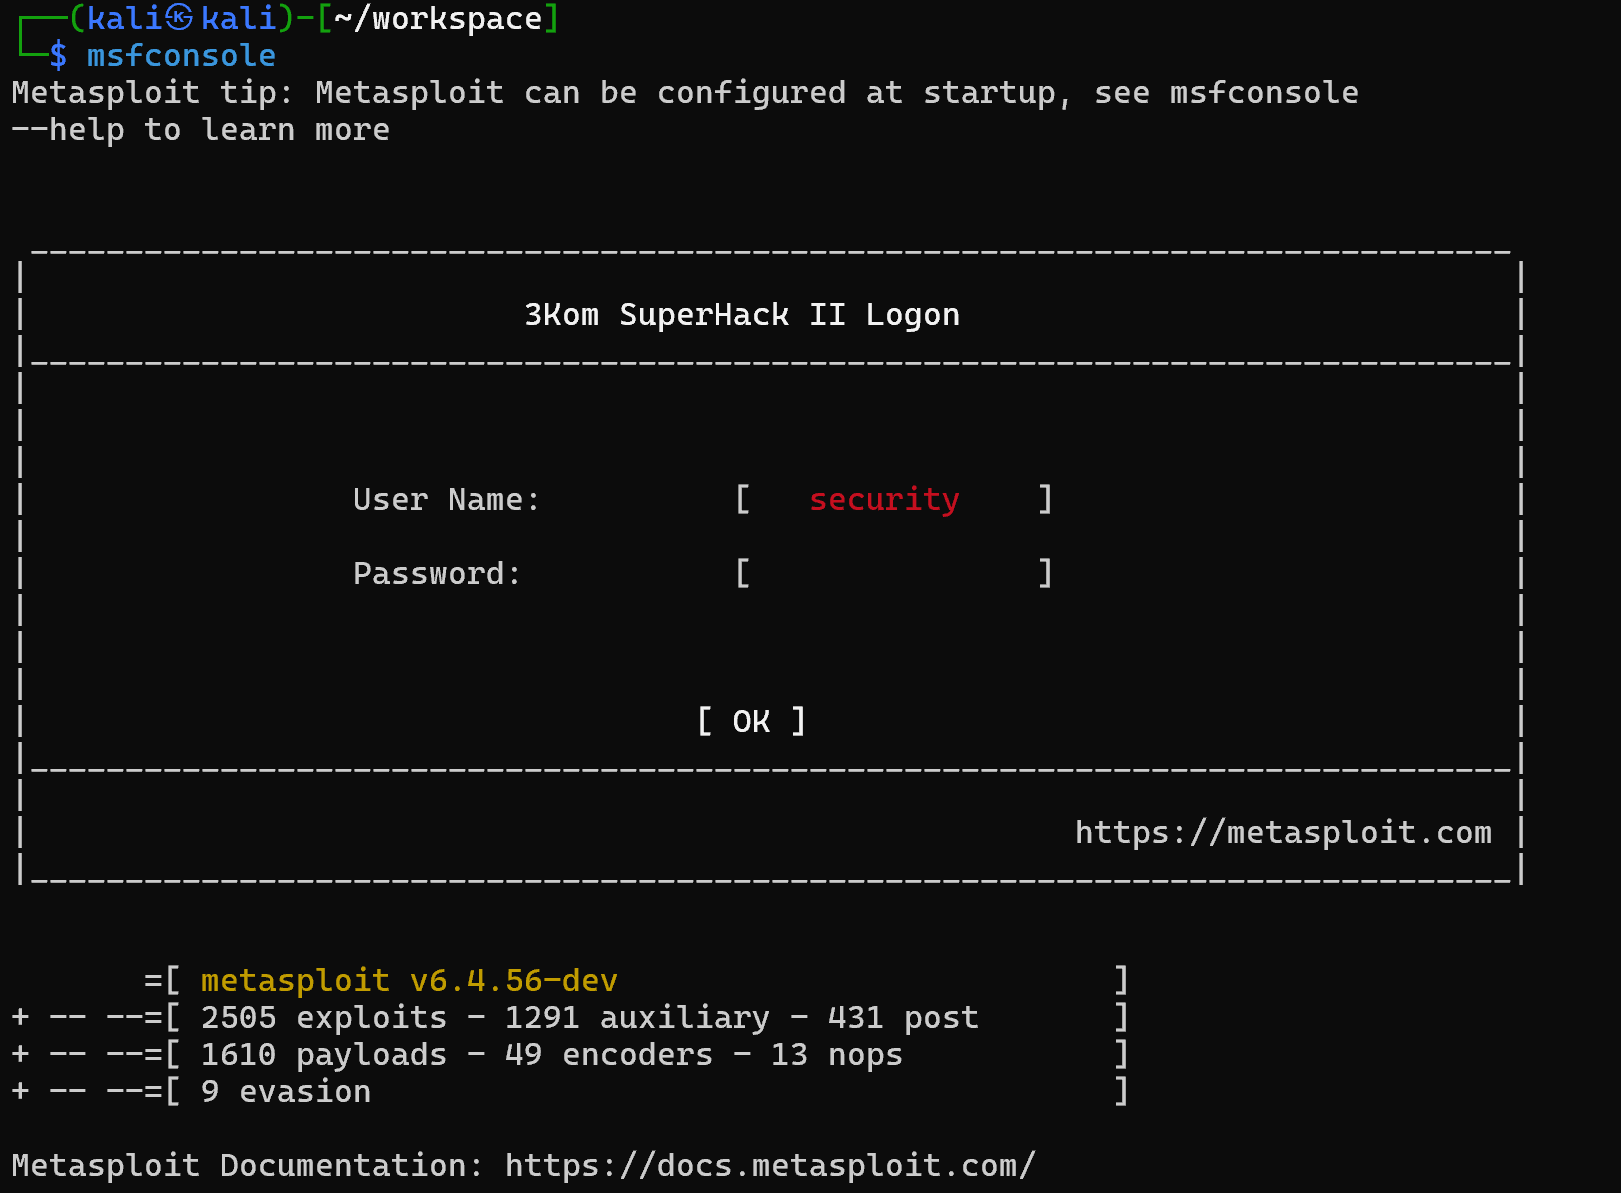 ┌──(kali㉿kali)-[~/workspace]
└─$ msfconsole
Metasploit tip: Metasploit can be configured at startup, see msfconsole
--help to learn more
3Kom SuperHack II Logon
User Name: [ security ]
Password: [ ]
[ OK ]
https://metasploit.com
=[ metasploit v6.4.56-dev ]
+ -- --=[ 2505 exploits - 1291 auxiliary - 431 post ]
+ -- --=[ 1610 payloads - 49 encoders - 13 nops ]
+ -- --=[ 9 evasion ]
Metasploit Documentation: https://docs.metasploit.com/